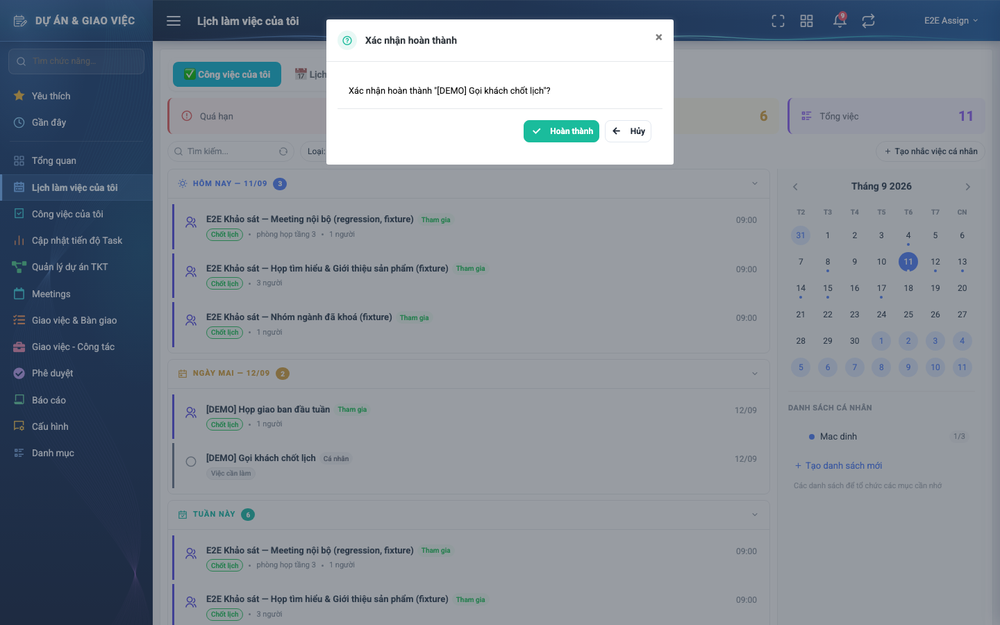 DỰ ÁN & GIAO VIỆC
Tìm chức năng...
Yêu thích
Gần đây
Tổng quan
Lịch làm việc của tôi
Công việc của tôi
Cập nhật tiến độ Task
Quản lý dự án TKT
Meetings
Giao việc & Bàn giao
Giao việc - Công tác
Phê duyệt
Báo cáo
Cấu hình
Danh mục
Lịch làm việc của tôi
9
E2E Assign
Xác nhận hoàn thành
×
Xác nhận hoàn thành "[DEMO] Gọi khách chốt lịch"?
Hoàn thành
Hủy
Công việc của tôi
Lịch
Quá hạn
6
Tổng việc
11
Tìm kiếm...
Loại:
+ Tạo nhắc việc cá nhân
HÔM NAY — 11/09 3
E2E Khảo sát — Meeting nội bộ (regression, fixture) Tham gia
09:00
Chốt lịch • phòng họp tầng 3 • 1 người
E2E Khảo sát — Họp tìm hiểu & Giới thiệu sản phẩm (fixture) Tham gia
09:00
Chốt lịch • 3 người
E2E Khảo sát — Nhóm ngành đã khoá (fixture) Tham gia
09:00
Chốt lịch • 1 người
NGÀY MAI — 12/09 2
[DEMO] Họp giao ban đầu tuần Tham gia
12/09
Chốt lịch • 1 người
[DEMO] Gọi khách chốt lịch Cá nhân
12/09
Việc cần làm
TUẦN NÀY 6
E2E Khảo sát — Meeting nội bộ (regression, fixture) Tham gia
09:00
Chốt lịch • phòng họp tầng 3 • 1 người
E2E Khảo sát — Họp tìm hiểu & Giới thiệu sản phẩm (fixture) Tham gia
09:00
Chốt lịch • 3 người
Tháng 9 2026
T2 T3 T4 T5 T6 T7 CN
31 1 2 3 4 5 6
7 8 9 10 11 12 13
14 15 16 17 18 19 20
21 22 23 24 25 26 27
28 29 30 1 2 3 4
5 6 7 8 9 10 11
DANH SÁCH CÁ NHÂN
Mac dinh 1/3
+ Tạo danh sách mới
Các danh sách để tổ chức các mục cần nhớ